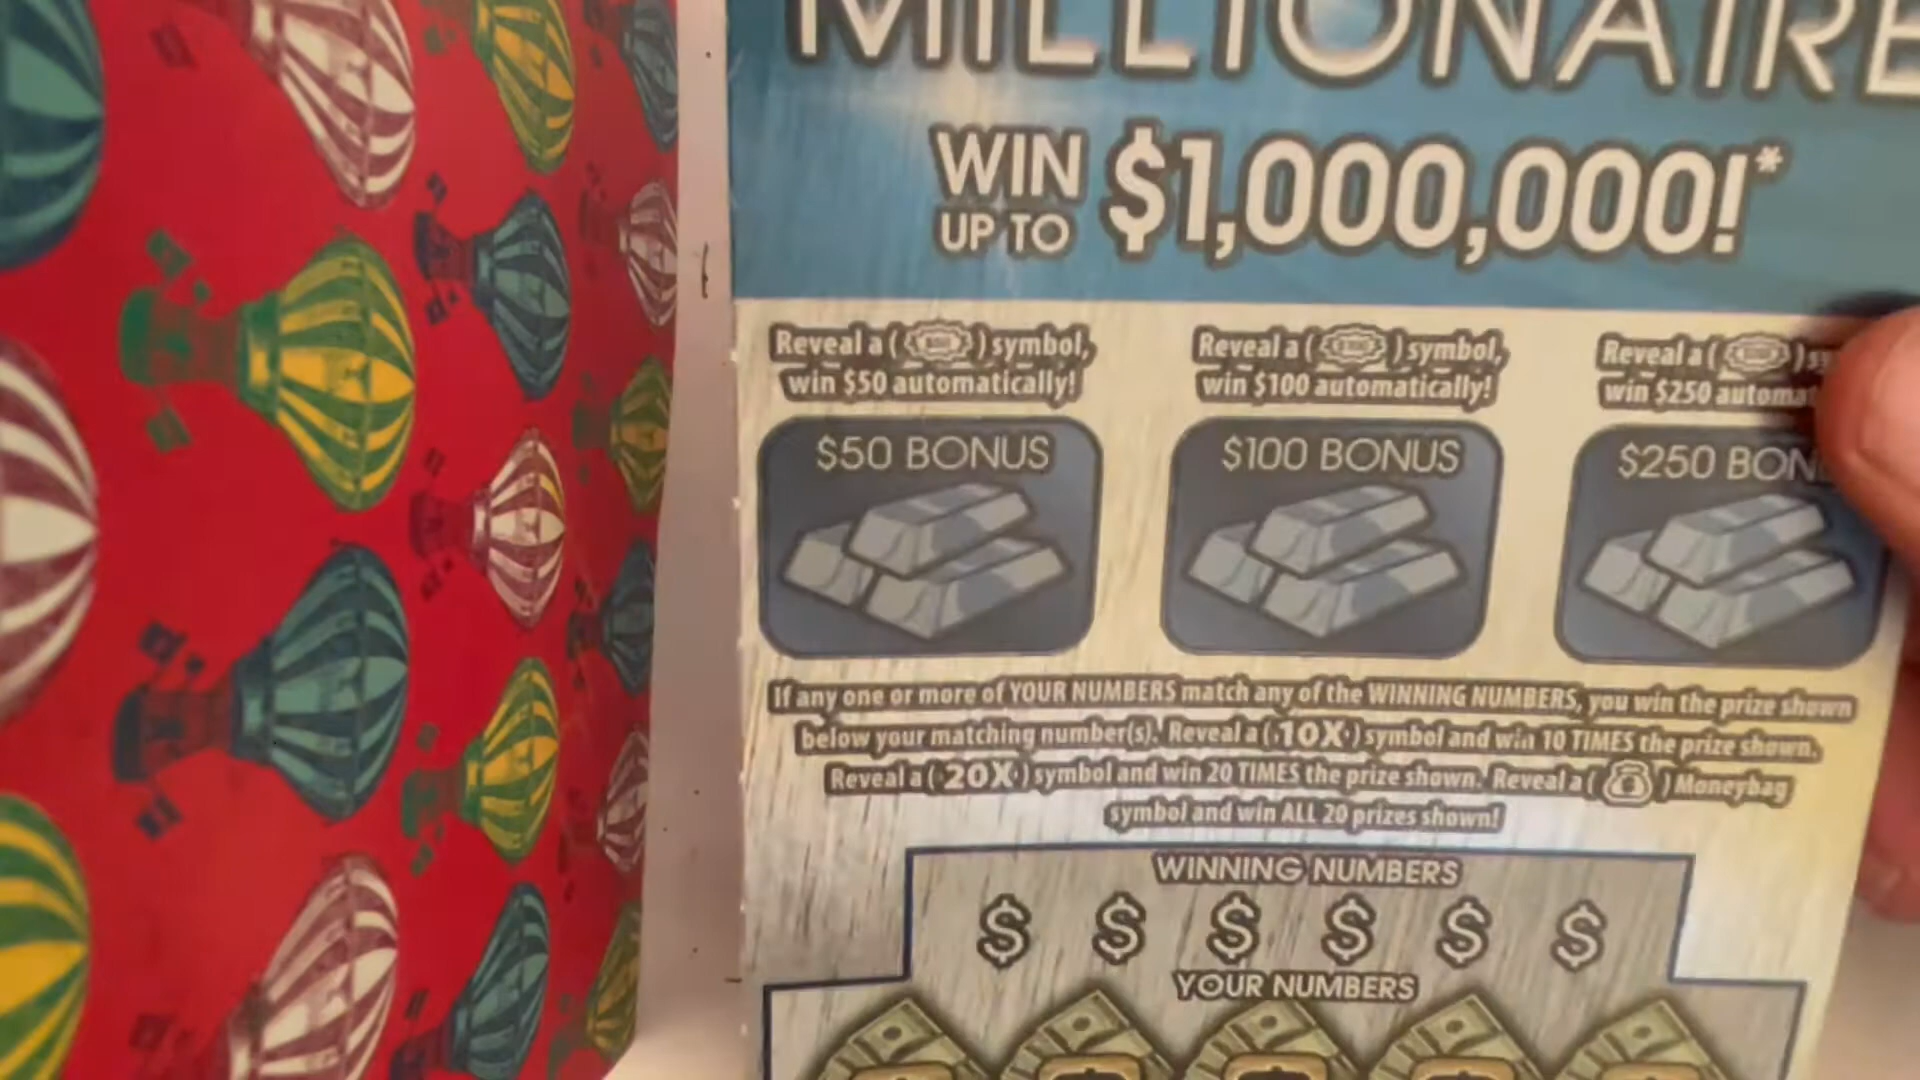 MILLIONAIRE
WIN UP TO $1,000,000!*
Reveal a ( ) symbol,
win $50 automatically!
Reveal a ( ) symbol,
win $100 automatically!
Reveal a ( )
win $250
$50 BONUS
$100 BONUS
$250
If any one or more of YOUR NUMBERS match any of the WINNING NUMBERS, you win the prize shown
below your matching number(s). Reveal a (10X) symbol and win 10 TIMES the prize shown.
Reveal a (20X) symbol and win 20 TIMES the prize shown. Reveal a ( ) Moneybag
symbol and win ALL 20 prizes shown!
WINNING NUMBERS
$ $ $ $ $ $
YOUR NUMBERS